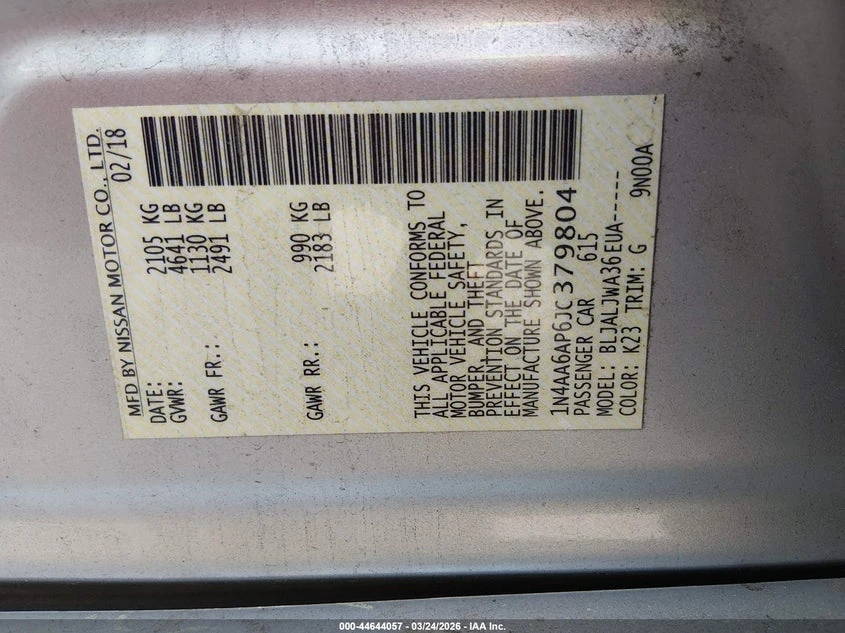 MFD BY NISSAN MOTOR CO., LTD.
DATE: 02/18
GVWR: 2105 KG
4641 LB
GAWR FR.: 1130 KG
2491 LB
GAWR RR.: 990 KG
2183 LB
THIS VEHICLE CONFORMS TO
ALL APPLICABLE FEDERAL
MOTOR VEHICLE SAFETY,
BUMPER, AND THEFT
PREVENTION STANDARDS IN
EFFECT ON THE DATE OF
MANUFACTURE SHOWN ABOVE.
1N4AA6AP6JC379804
PASSENGER CAR 615
MODEL: BLJALJWA36EUA-----
COLOR: K23 TRIM: G 9N00A
000-44644057 - 03/24/2026 - IAA Inc.